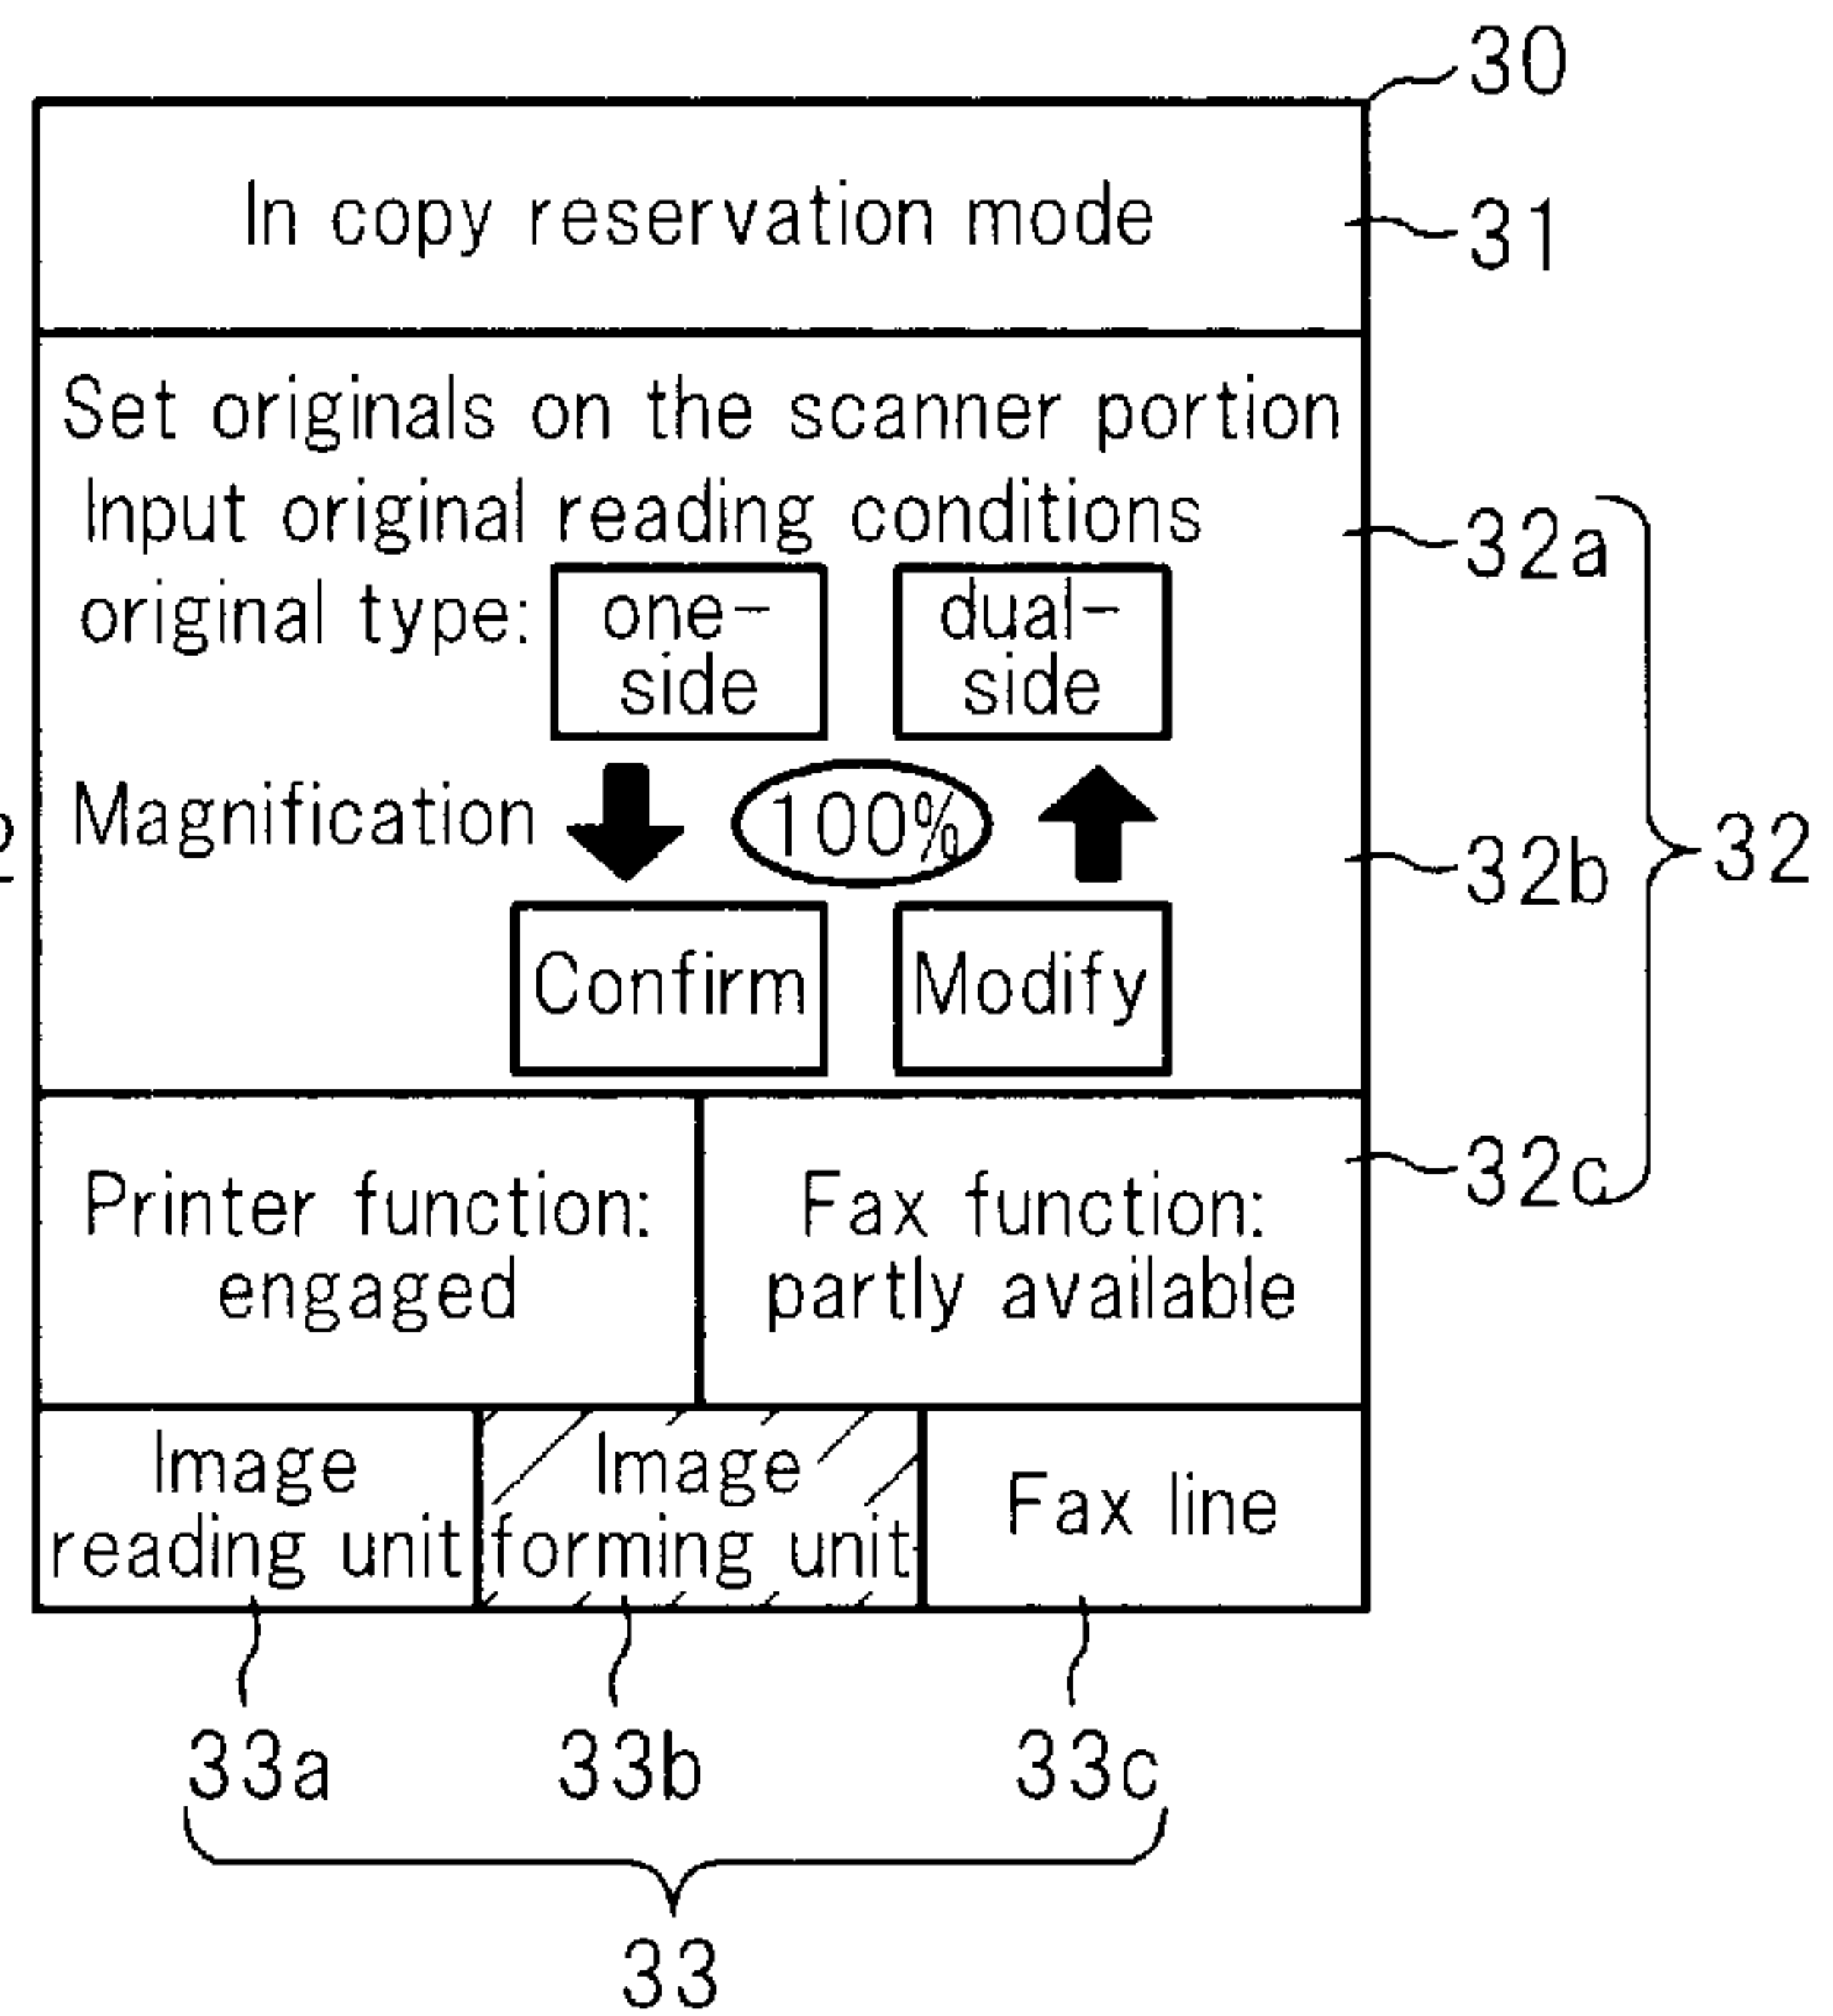 30
In copy reservation mode
31
Set originals on the scanner portion
Input original reading conditions
32a
original type:
one-
side
dual-
side
Magnification
100%
32b
32
Confirm
Modify
Printer function:
engaged
Fax function:
partly available
32c
Image
reading unit
Image
forming unit
Fax line
33a
33b
33c
33